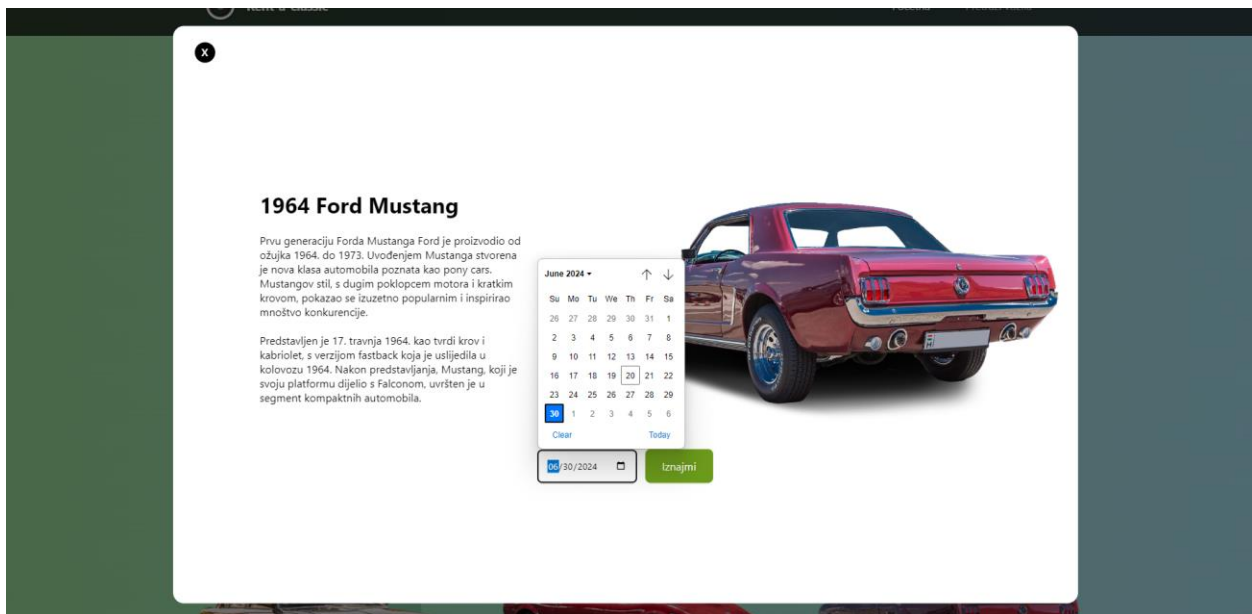 Rent-a-Classic
X
1964 Ford Mustang
Prvu generaciju Forda Mustanga Ford je proizvodio od
ožujka 1964. do 1973. Uvođenjem Mustanga stvorena
je nova klasa automobila poznata kao pony cars.
Mustangov stil, s dugim poklopcem motora i kratkim
krovom, pokazao se izuzetno popularnim i inspirirao
mnoštvo konkurencije.
Predstavljen je 17. travnja 1964. kao tvrdi krov i
kabriolet, s verzijom fastback koja je uslijedila u
kolovozu 1964. Nakon predstavljanja, Mustang, koji je
svoju platformu dijelio s Falconom, uvršten je u
segment kompaktnih automobila.
June 2024
Su Mo Tu We Th Fr Sa
26 27 28 29 30 31 1
2 3 4 5 6 7 8
9 10 11 12 13 14 15
16 17 18 19 20 21 22
23 24 25 26 27 28 29
30 1 2 3 4 5 6
Clear Today
06/30/2024
Iznajmi